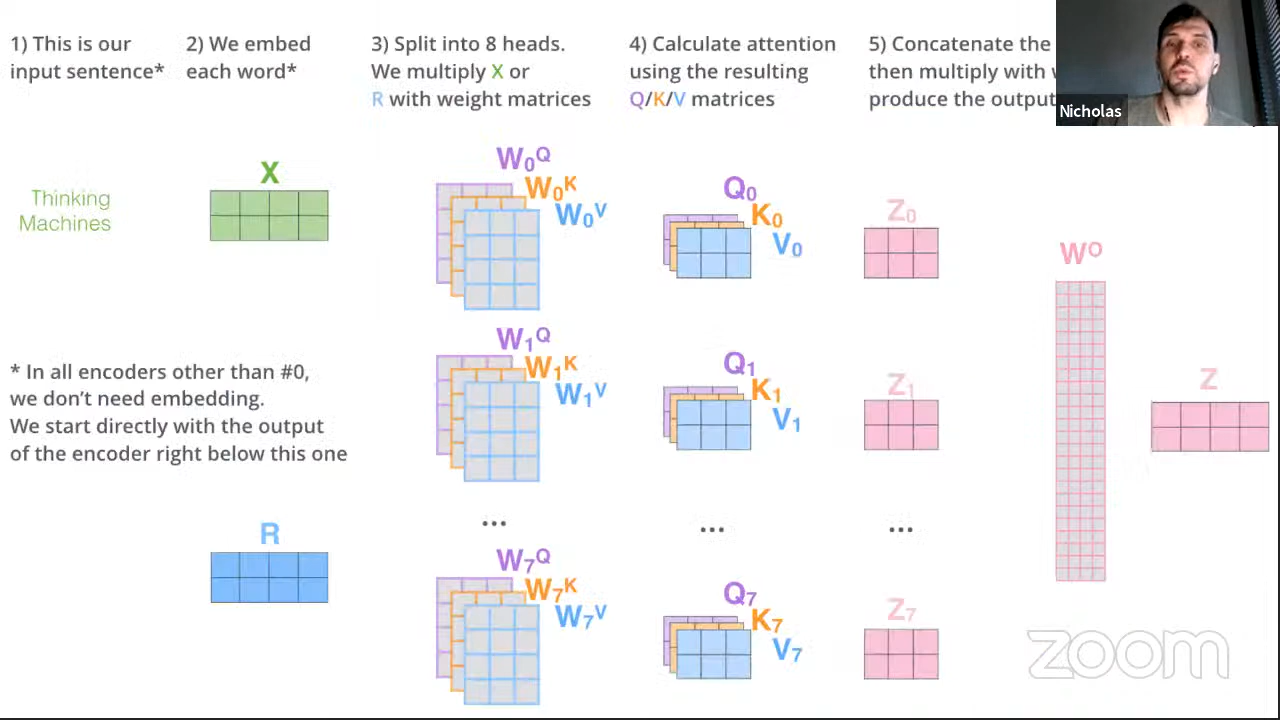 1) This is our
input sentence*
2) We embed
each word*
3) Split into 8 heads.
We multiply X or
R with weight matrices
4) Calculate attention
using the resulting
Q/K/V matrices
5) Concatenate the
then multiply with
produce the output
Nicholas
Thinking
Machines
X
W0Q
W0K
W0V
Q0
K0
V0
Z0
WO
W1Q
W1K
W1V
Q1
K1
V1
Z1
Z
* In all encoders other than #0,
we don't need embedding.
We start directly with the output
of the encoder right below this one
...
...
...
R
W7Q
W7K
W7V
Q7
K7
V7
Z7
zoom